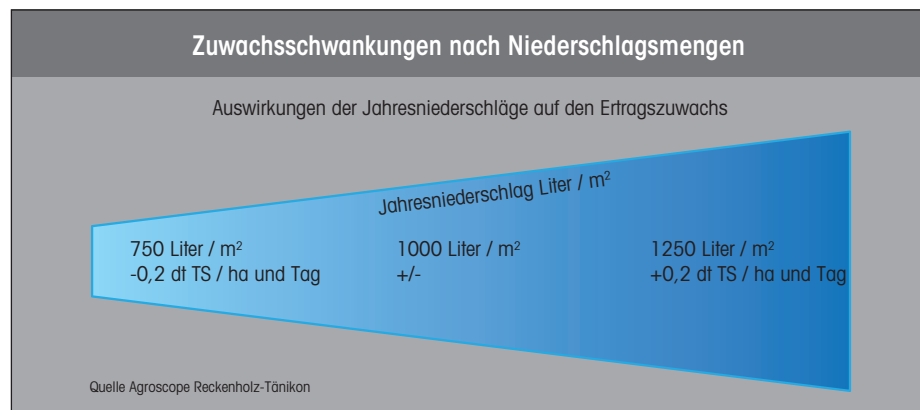 Zuwachsschwankungen nach Niederschlagsmengen
Auswirkungen der Jahresniederschläge auf den Ertragszuwachs
Jahresniederschlag Liter / m²
750 Liter / m²
-0,2 dt TS / ha und Tag
1000 Liter / m²
+/-
1250 Liter / m²
+0,2 dt TS / ha und Tag
Quelle Agroscope Reckenholz-Tänikon